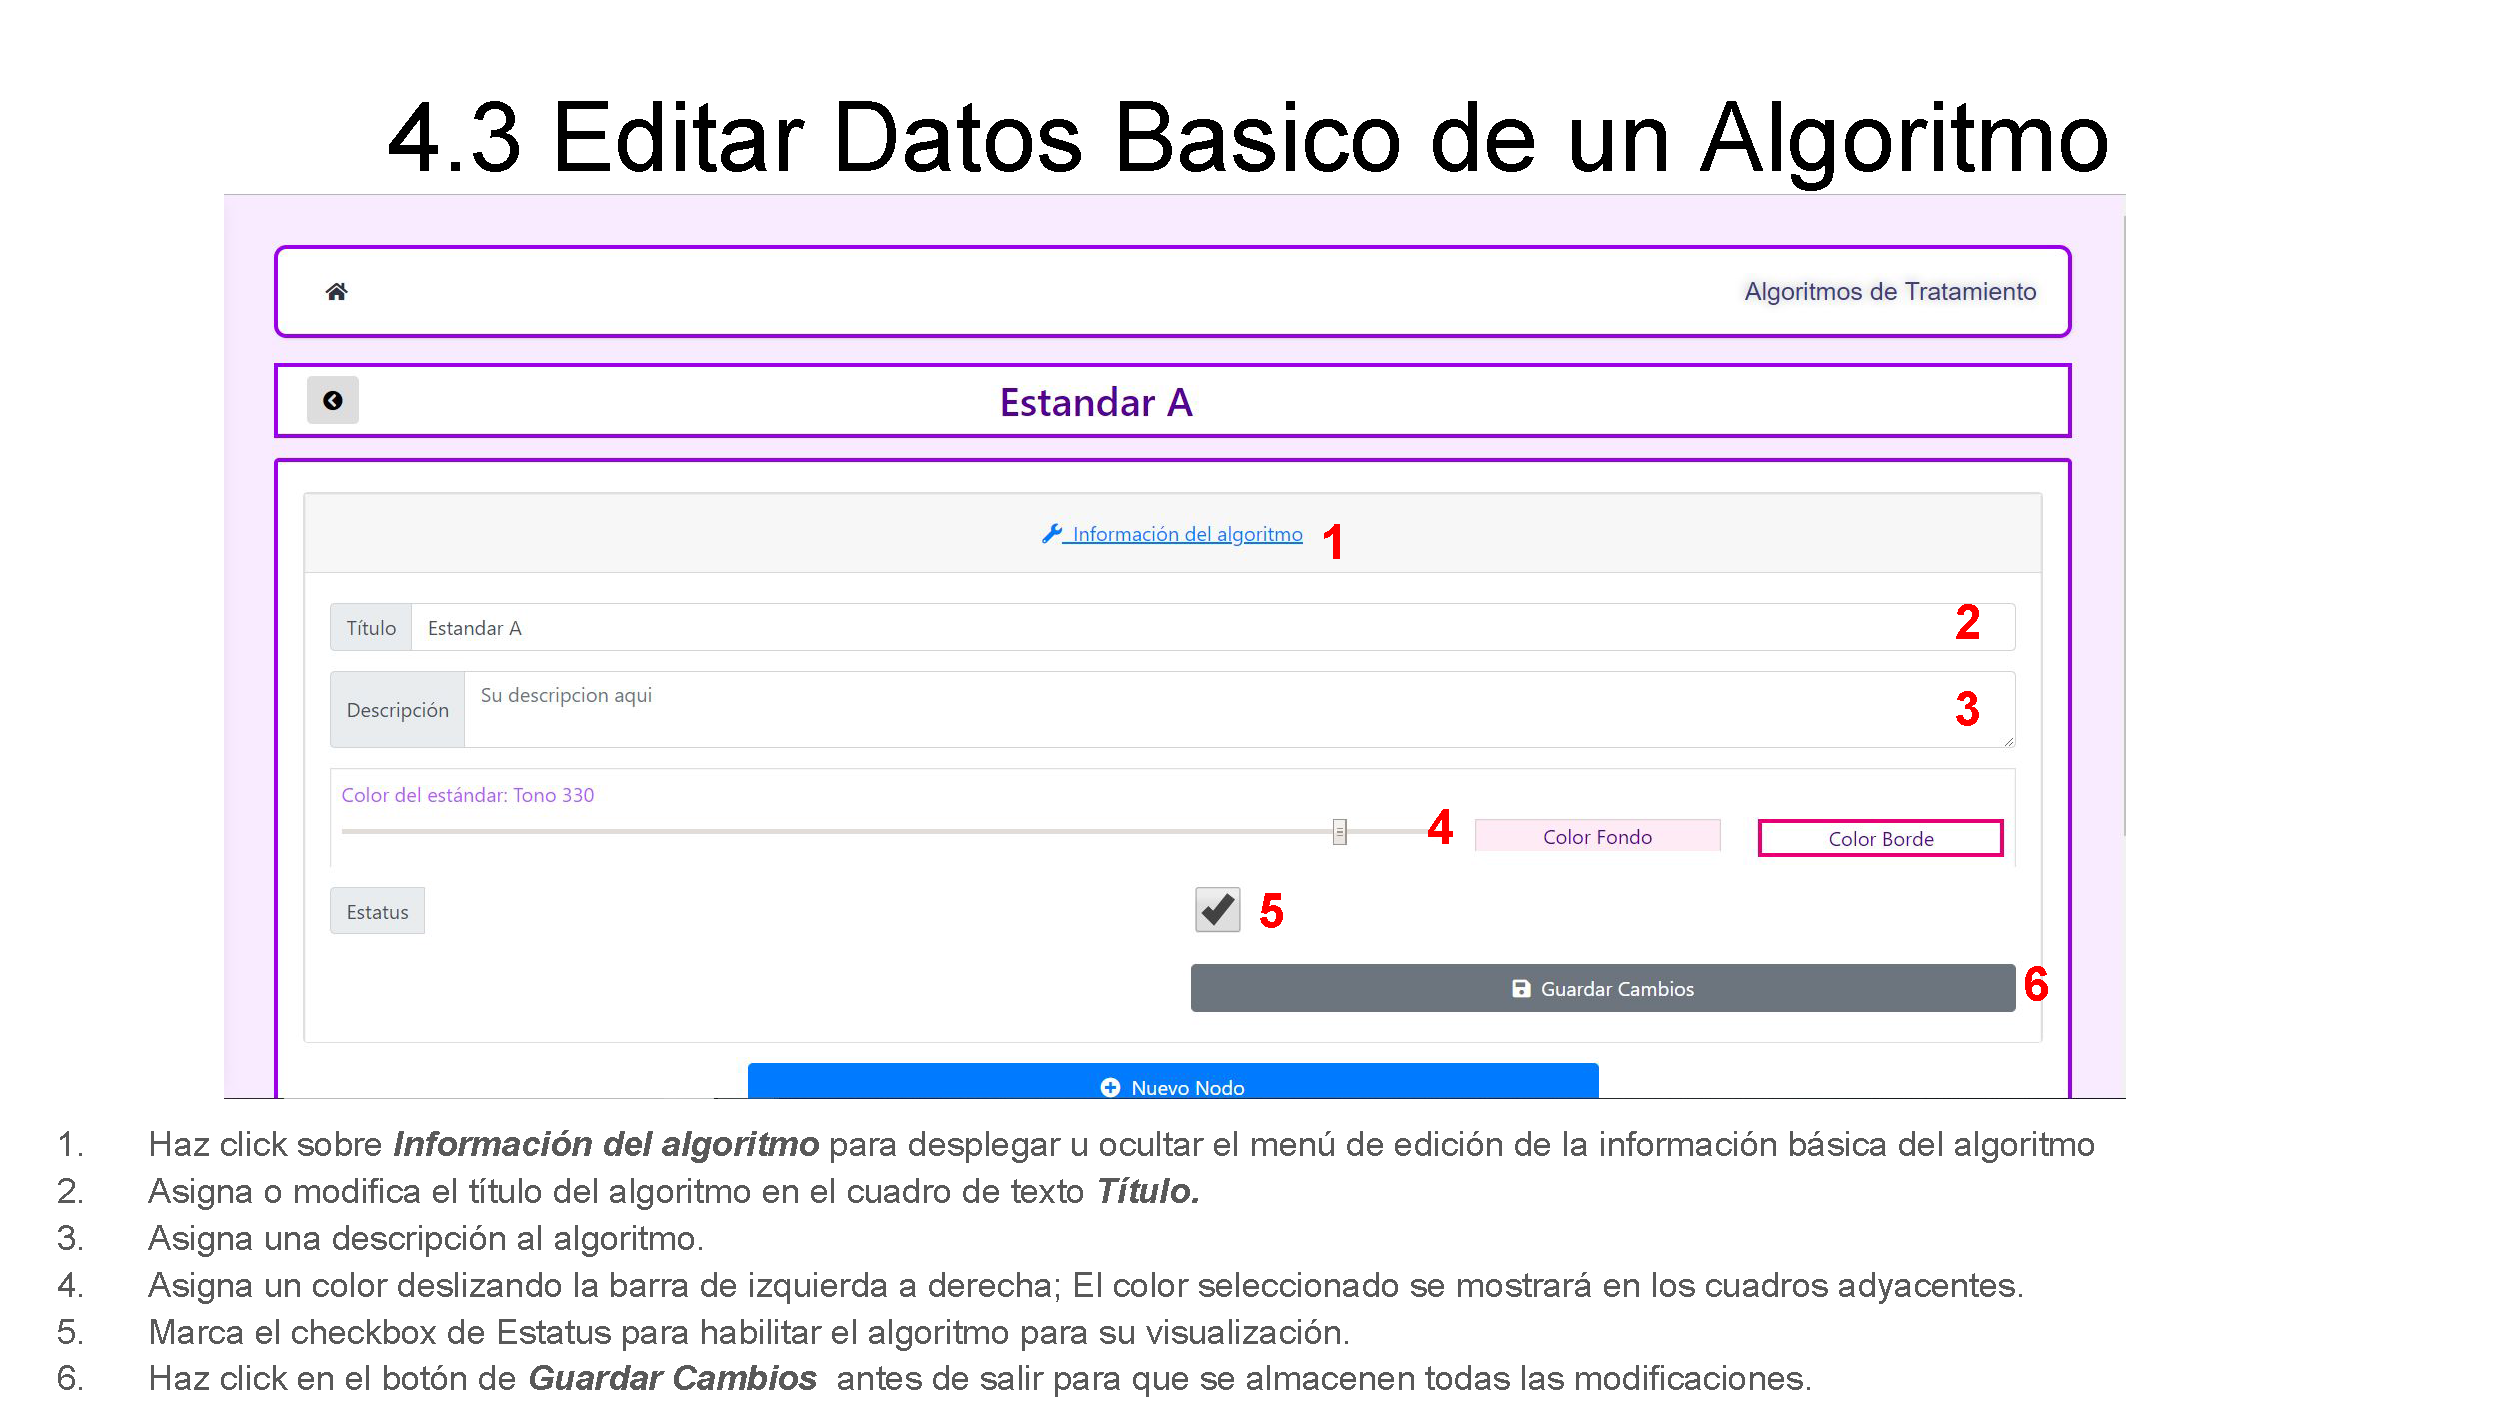 4.3 Editar Datos Basico de un Algoritmo
Algoritmos de Tratamiento
Estandar A
Información del algoritmo 1
Título Estandar A 2
Descripción Su descripcion aqui 3
Color del estándar: Tono 330
4 Color Fondo Color Borde
Estatus 5
Guardar Cambios 6
Nuevo Nodo
1. Haz click sobre Información del algoritmo para desplegar u ocultar el menú de edición de la información básica del algoritmo
2. Asigna o modifica el título del algoritmo en el cuadro de texto Título.
3. Asigna una descripción al algoritmo.
4. Asigna un color deslizando la barra de izquierda a derecha; El color seleccionado se mostrará en los cuadros adyacentes.
5. Marca el checkbox de Estatus para habilitar el algoritmo para su visualización.
6. Haz click en el botón de Guardar Cambios antes de salir para que se almacenen todas las modificaciones.